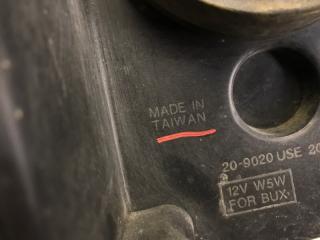 MADE IN
TAIWAN
20-9020 USE 20
12V W5W
FOR BUX.